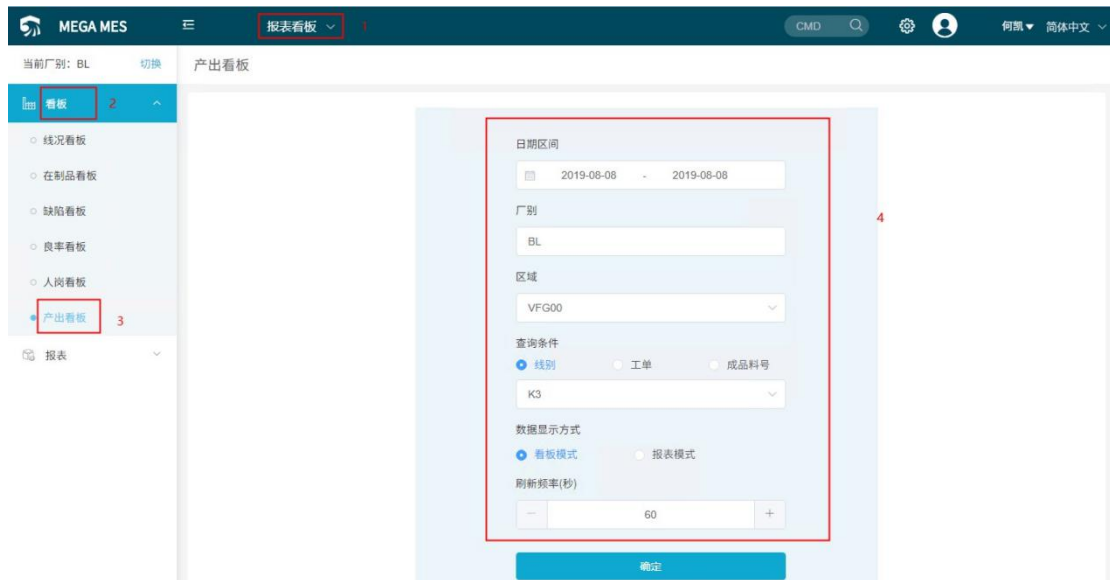 MEGA MES 报表看板 1 CMD 何凯 简体中文
当前厂别：BL 切换 产出看板
看板 2
线况看板
在制品看板
缺陷看板
良率看板
人岗看板
产出看板 3
报表
日期区间
2019-08-08 - 2019-08-08
厂别
BL
4
区域
VFG00
查询条件
线别 工单 成品料号
K3
数据显示方式
看板模式 报表模式
刷新频率(秒)
− 60 +
确定